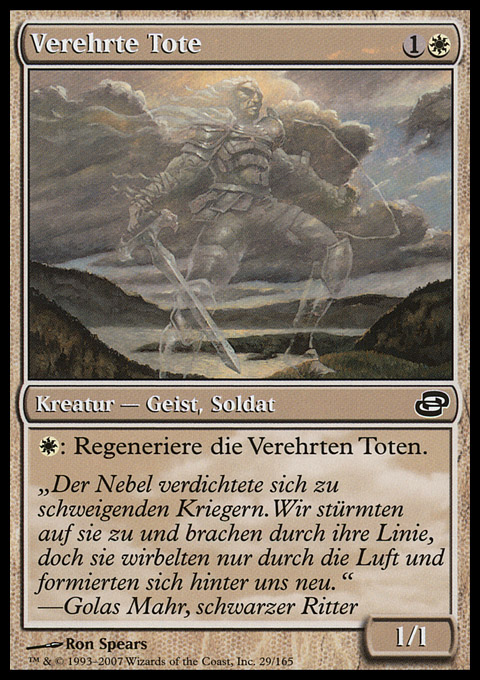 Verehrte Tote 1
Kreatur — Geist, Soldat
: Regeneriere die Verehrten Toten.
„Der Nebel verdichtete sich zu
schweigenden Kriegern.Wir stürmten
auf sie zu und brachen durch ihre Linie,
doch sie wirbelten nur durch die Luft und
formierten sich hinter uns neu.“
—Golas Mahr, schwarzer Ritter
1/1
Ron Spears
™ & © 1993–2007 Wizards of the Coast, Inc. 29/165